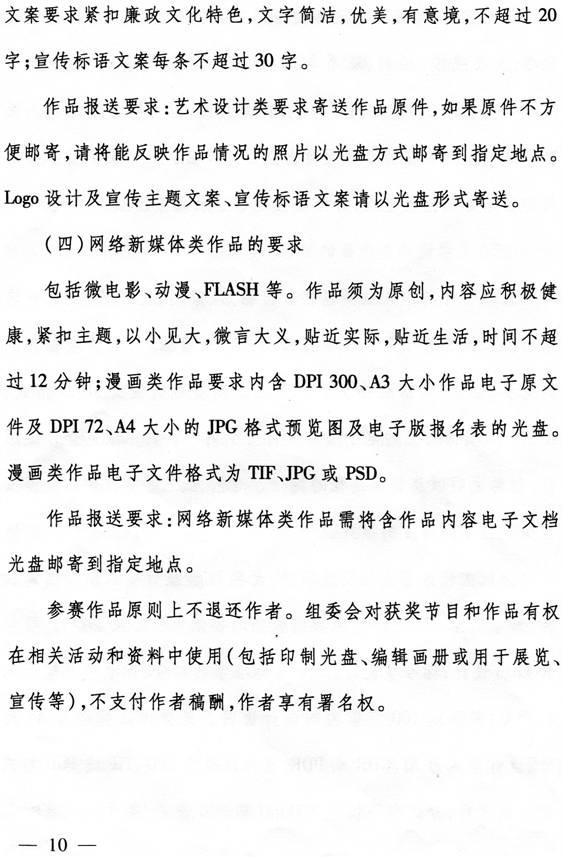 文案要求紧扣廉政文化特色,文字简洁,优美,有意境,不超过20
字;宣传标语文案每条不超过30字。
作品报送要求:艺术设计类要求寄送作品原件,如果原件不方
便邮寄,请将能反映作品情况的照片以光盘方式邮寄到指定地点。
Logo设计及宣传主题文案、宣传标语文案请以光盘形式寄送。
(四)网络新媒体类作品的要求
包括微电影、动漫、FLASH等。作品须为原创,内容应积极健
康,紧扣主题,以小见大,微言大义,贴近实际,贴近生活,时间不超
过12分钟;漫画类作品要求内含DPI 300、A3大小作品电子原文
件及DPI 72、A4大小的JPG格式预览图及电子版报名表的光盘。
漫画类作品电子文件格式为TIF、JPG或PSD。
作品报送要求:网络新媒体类作品需将含作品内容电子文档
光盘邮寄到指定地点。
参赛作品原则上不退还作者。组委会对获奖节目和作品有权
在相关活动和资料中使用(包括印制光盘、编辑画册或用于展览、
宣传等),不支付作者稿酬,作者享有署名权。
— 10 —